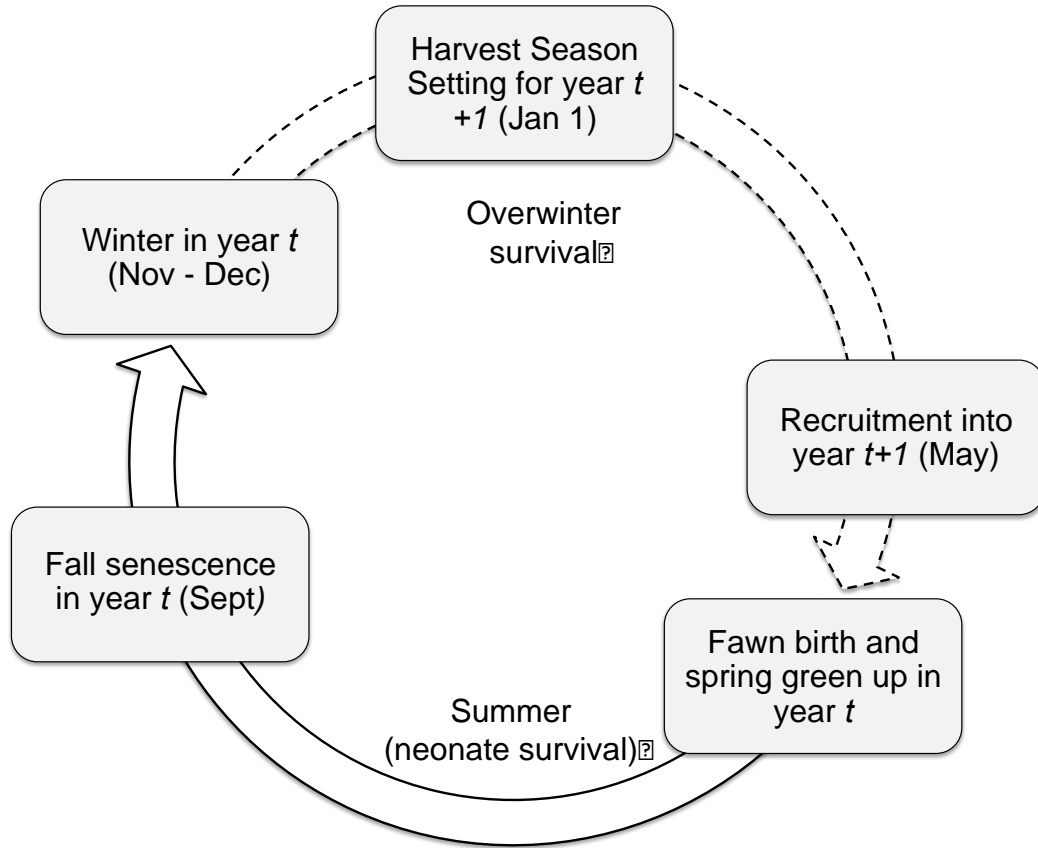 Harvest Season
Setting for year t
+1 (Jan 1)
Overwinter
survival
Winter in year t
(Nov - Dec)
Recruitment into
year t+1 (May)
Fall senescence
in year t (Sept)
Fawn birth and
spring green up in
year t
Summer
(neonate survival)